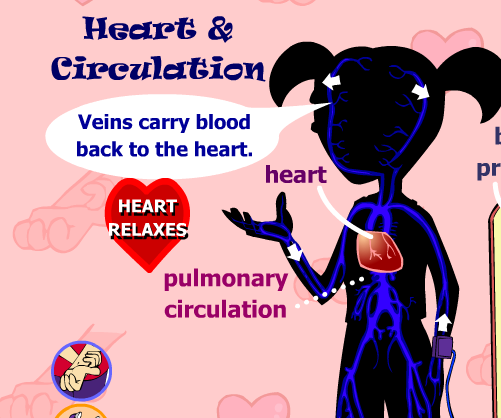 Heart &
Circulation
Veins carry blood
back to the heart.
heart
HEART
RELAXES
pulmonary
circulation